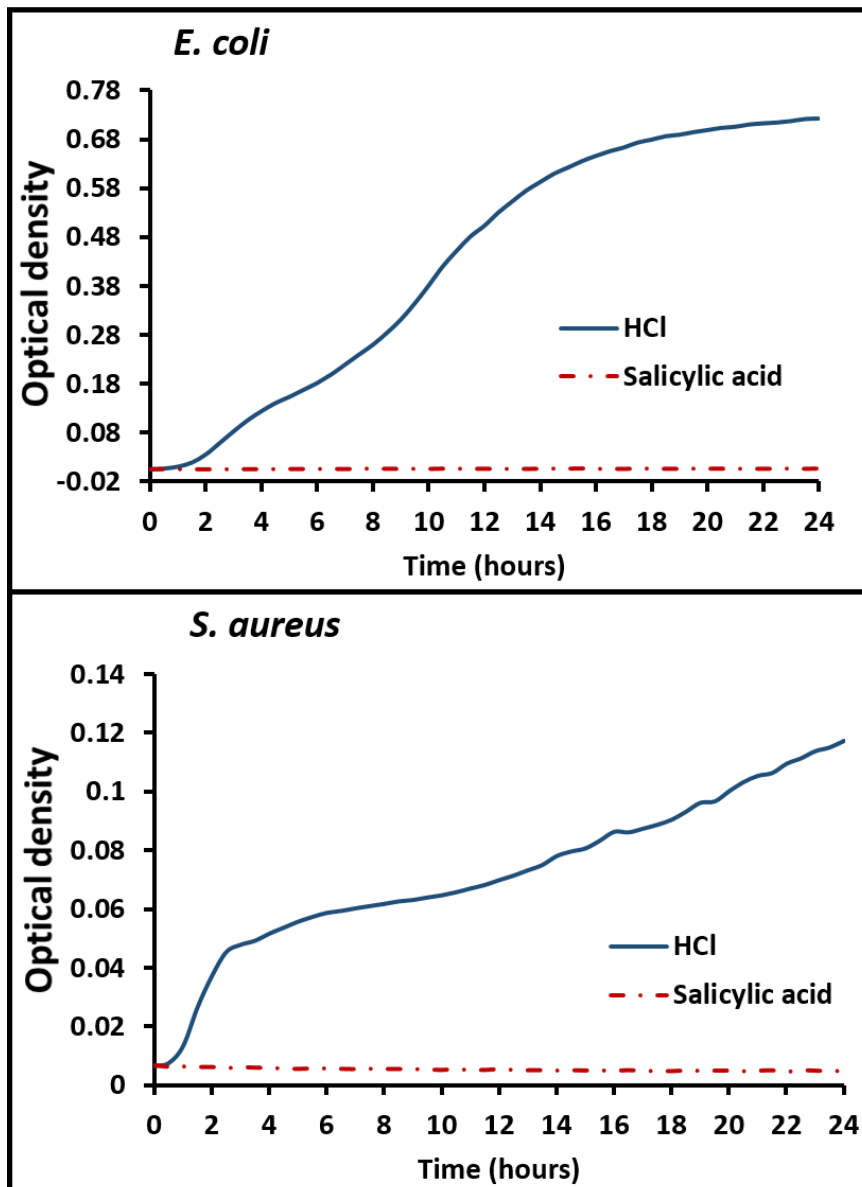 E. coli
0.78
0.68
0.58
0.48
0.38
0.28
0.18
0.08
-0.02
Optical density
HCl
Salicylic acid
0 2 4 6 8 10 12 14 16 18 20 22 24
Time (hours)
S. aureus
0.14
0.12
0.1
0.08
0.06
0.04
0.02
0
Optical density
HCl
Salicylic acid
0 2 4 6 8 10 12 14 16 18 20 22 24
Time (hours)